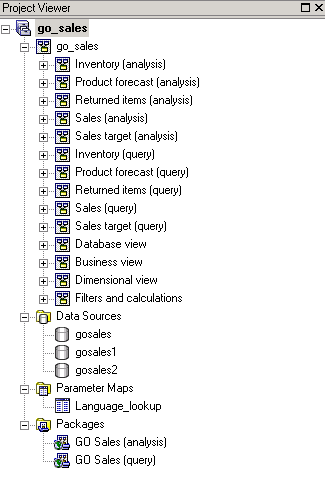 Project Viewer
go_sales
go_sales
Inventory (analysis)
Product forecast (analysis)
Returned items (analysis)
Sales (analysis)
Sales target (analysis)
Inventory (query)
Product forecast (query)
Returned items (query)
Sales (query)
Sales target (query)
Database view
Business view
Dimensional view
Filters and calculations
Data Sources
gosales
gosales1
gosales2
Parameter Maps
Language_lookup
Packages
GO Sales (analysis)
GO Sales (query)